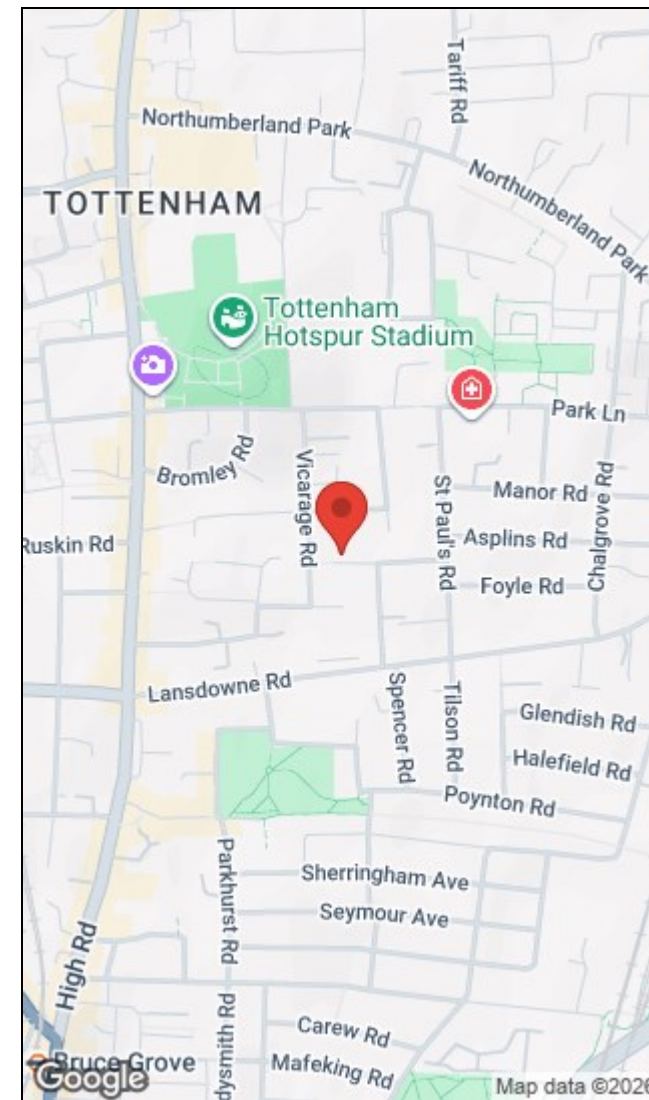 Tariff Rd
Northumberland Park
Northumberland Park
TOTTENHAM
Tottenham
Hotspur Stadium
Park Ln
Bromley Rd
Vicarage Rd
St Paul's Rd
Manor Rd
Chalgrove Rd
Ruskin Rd
Asplins Rd
Foyle Rd
Lansdowne Rd
Spencer Rd
Tilson Rd
Glendish Rd
Halefield Rd
Poynton Rd
Parkhurst Rd
Sherringham Ave
Seymour Ave
High Rd
dysmith Rd
Carew Rd
Bruce Grove
Mafeking Rd
Google
Map data ©2026